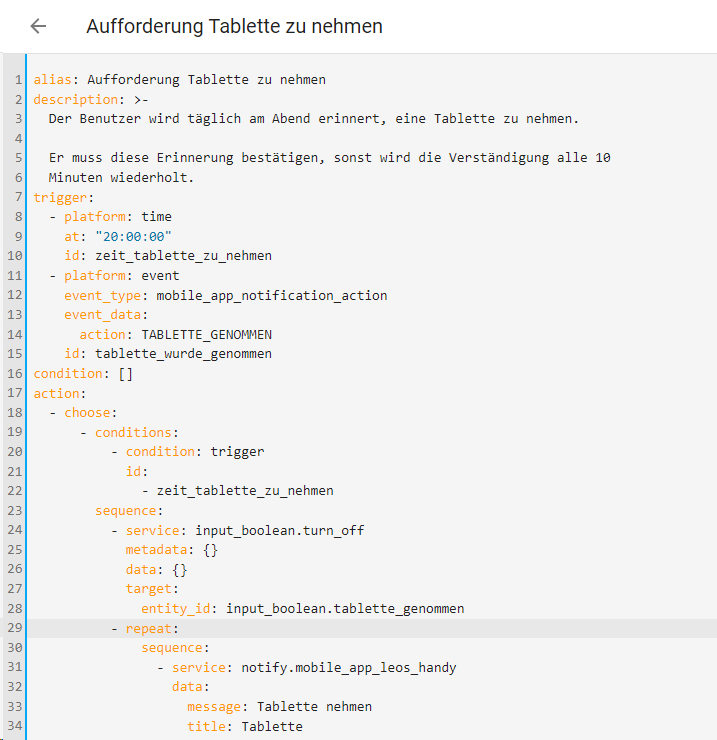 Aufforderung Tablette zu nehmen
1 alias: Aufforderung Tablette zu nehmen
2 description: >-
3   Der Benutzer wird täglich am Abend erinnert, eine Tablette zu nehmen.
4
5   Er muss diese Erinnerung bestätigen, sonst wird die Verständigung alle 10
6   Minuten wiederholt.
7 trigger:
8   - platform: time
9     at: "20:00:00"
10     id: zeit_tablette_zu_nehmen
11   - platform: event
12     event_type: mobile_app_notification_action
13     event_data:
14       action: TABLETTE_GENOMMEN
15     id: tablette_wurde_genommen
16 condition: []
17 action:
18   - choose:
19       - conditions:
20           - condition: trigger
21             id:
22               - zeit_tablette_zu_nehmen
23         sequence:
24           - service: input_boolean.turn_off
25             metadata: {}
26             data: {}
27             target:
28               entity_id: input_boolean.tablette_genommen
29           - repeat:
30               sequence:
31                 - service: notify.mobile_app_leos_handy
32                   data:
33                     message: Tablette nehmen
34                     title: Tablette